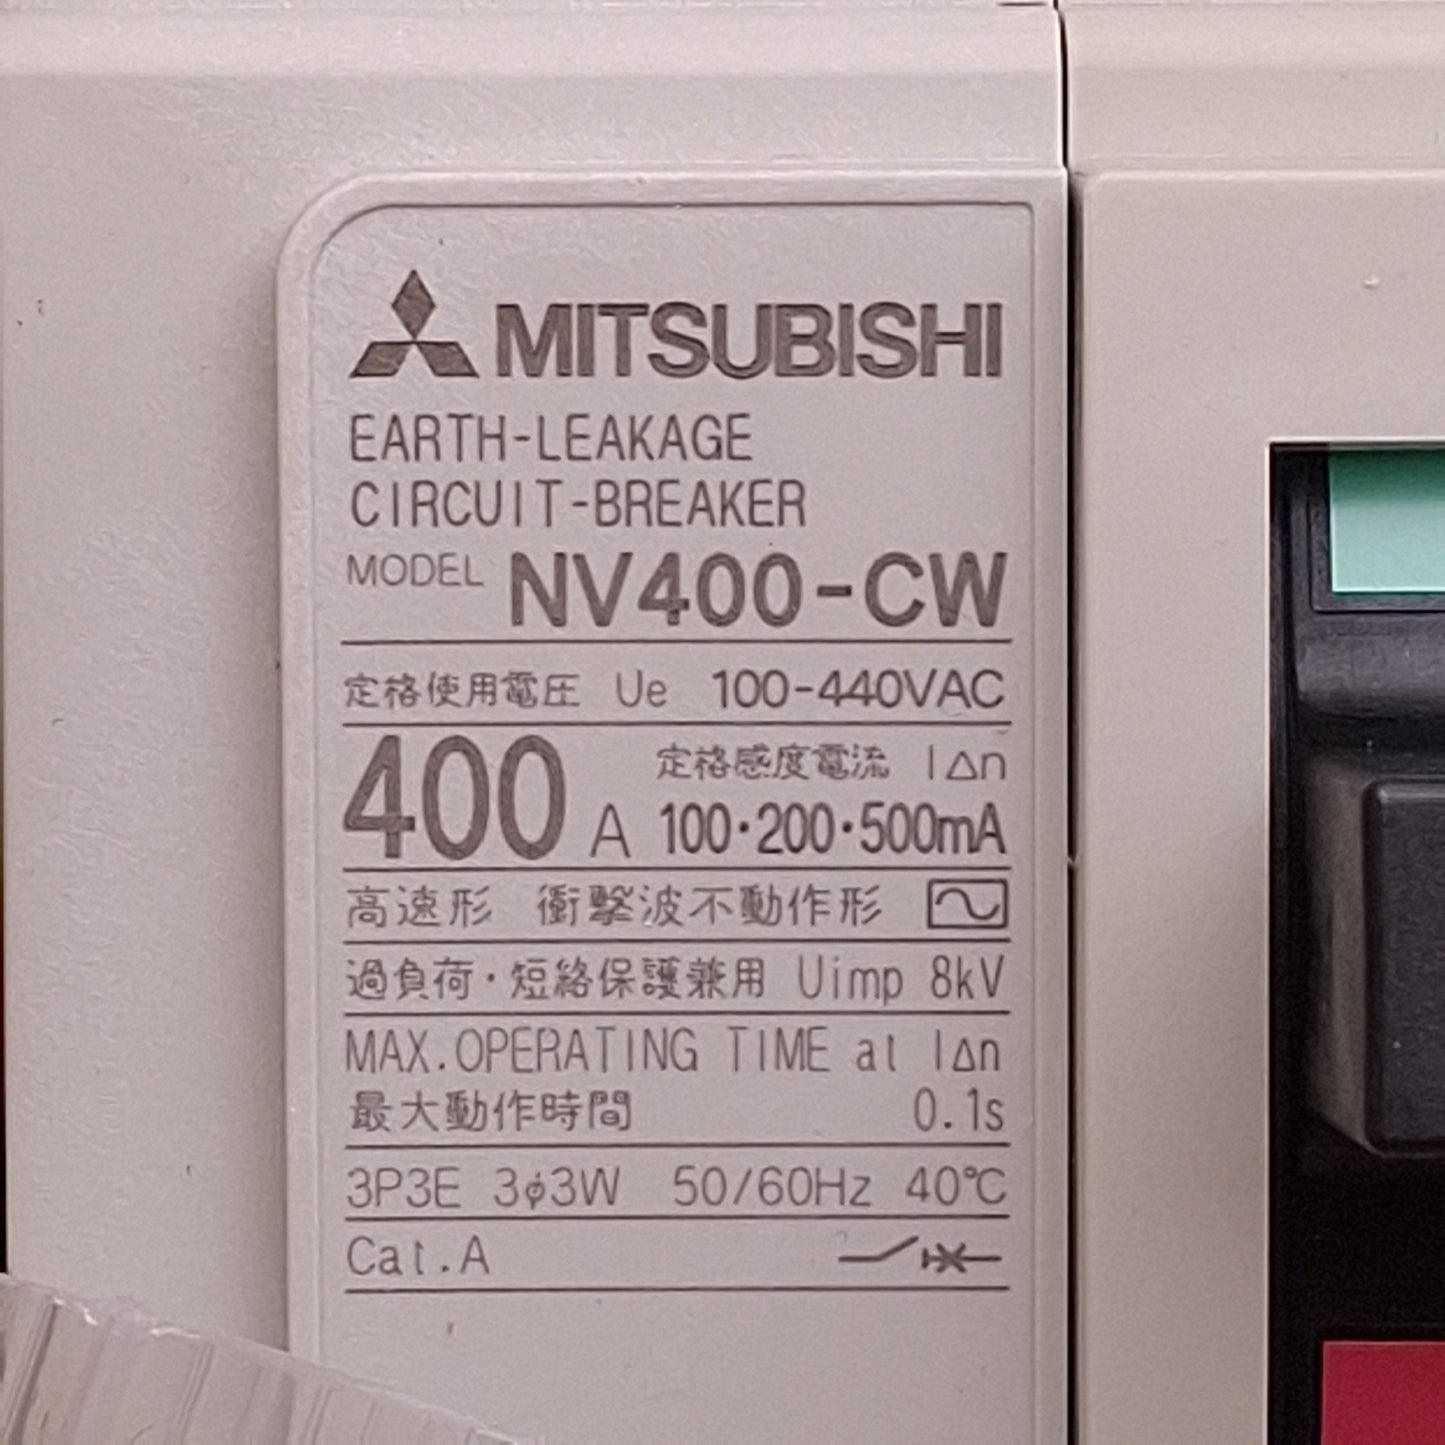 MITSUBISHI
EARTH-LEAKAGE
CIRCUIT-BREAKER
MODEL NV400-CW
定格使用電圧 Ue 100-440VAC
400 A
定格感度電流 I△n
100・200・500mA
高速形 衝撃波不動作形
過負荷・短絡保護兼用 Uimp 8kV
MAX.OPERATING TIME at I△n
最大動作時間 0.1s
3P3E 3φ3W 50/60Hz 40℃
Cat.A